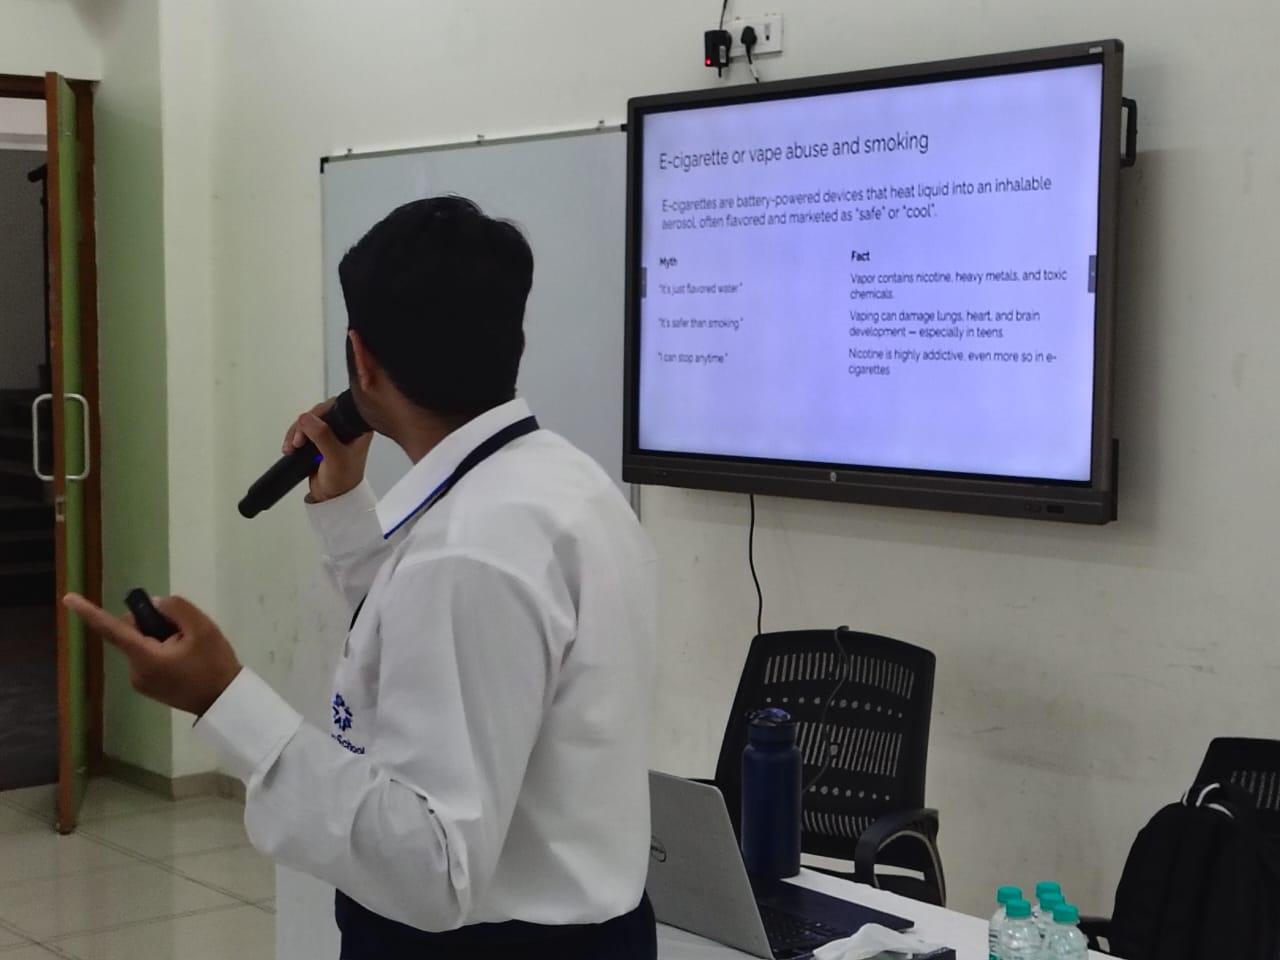 E-cigarette or vape abuse and smoking
E-cigarettes are battery-powered devices that heat liquid into an inhalable
aerosol, often flavored and marketed as "safe" or "cool".
Myth
Fact
"It's just flavored water"
Vapor contains nicotine, heavy metals, and toxic
chemicals.
"It's safer than smoking"
Vaping can damage lungs, heart, and brain
development — especially in teens.
"I can stop anytime"
Nicotine is highly addictive, even more so in e-
cigarettes
School
DELL